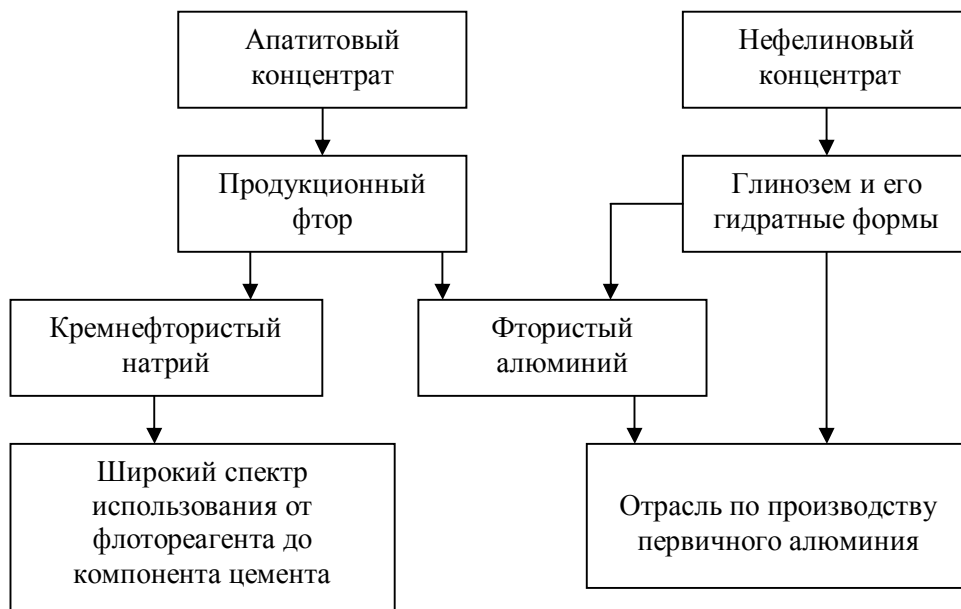 Апатитовый
концентрат
Нефелиновый
концентрат
Продукционный
фтор
Глинозем и его
гидратные формы
Кремнефтористый
натрий
Фтористый
алюминий
Широкий спектр
использования от
флотореагента до
компонента цемента
Отрасль по производству
первичного алюминия